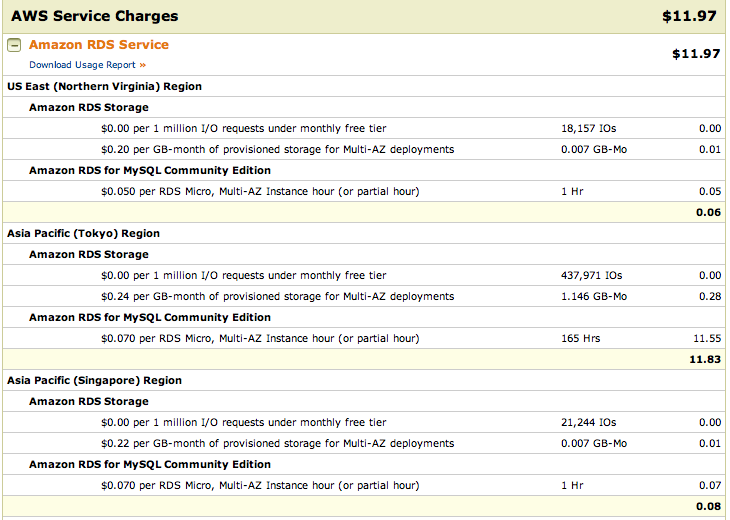 AWS Service Charges $11.97
Amazon RDS Service $11.97
Download Usage Report »
US East (Northern Virginia) Region
Amazon RDS Storage
$0.00 per 1 million I/O requests under monthly free tier 18,157 IOs 0.00
$0.20 per GB-month of provisioned storage for Multi-AZ deployments 0.007 GB-Mo 0.01
Amazon RDS for MySQL Community Edition
$0.050 per RDS Micro, Multi-AZ Instance hour (or partial hour) 1 Hr 0.05
0.06
Asia Pacific (Tokyo) Region
Amazon RDS Storage
$0.00 per 1 million I/O requests under monthly free tier 437,971 IOs 0.00
$0.24 per GB-month of provisioned storage for Multi-AZ deployments 1.146 GB-Mo 0.28
Amazon RDS for MySQL Community Edition
$0.070 per RDS Micro, Multi-AZ Instance hour (or partial hour) 165 Hrs 11.55
11.83
Asia Pacific (Singapore) Region
Amazon RDS Storage
$0.00 per 1 million I/O requests under monthly free tier 21,244 IOs 0.00
$0.22 per GB-month of provisioned storage for Multi-AZ deployments 0.007 GB-Mo 0.01
Amazon RDS for MySQL Community Edition
$0.070 per RDS Micro, Multi-AZ Instance hour (or partial hour) 1 Hr 0.07
0.08